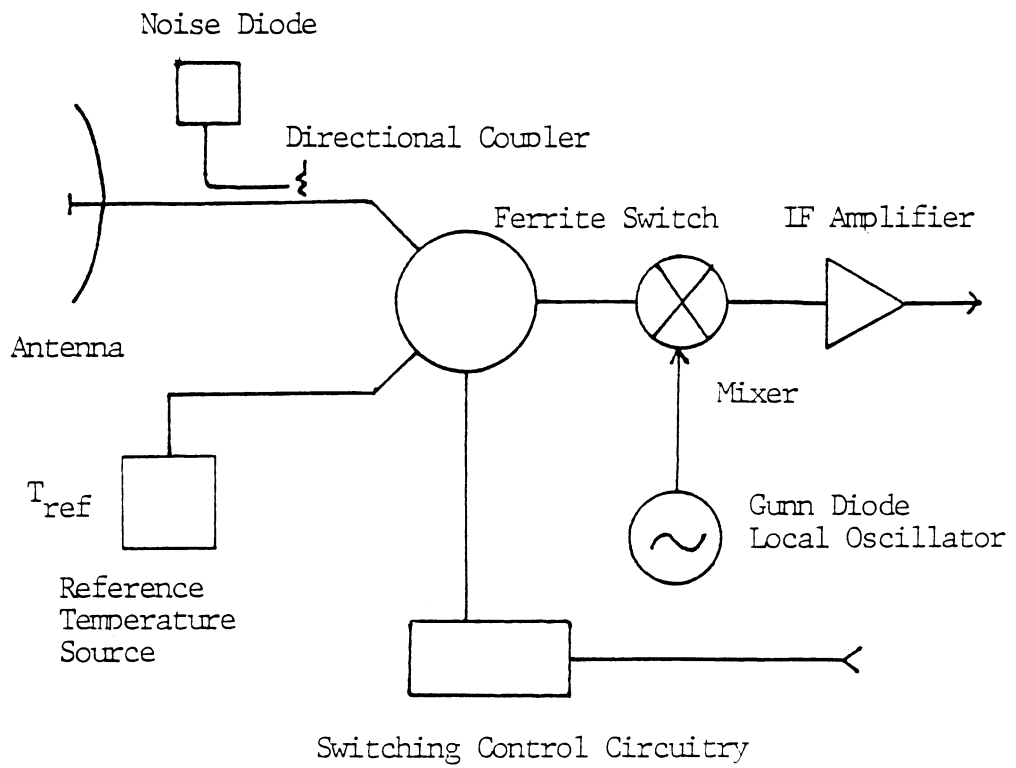 Noise Diode
Directional Coupler
Ferrite Switch
IF Amplifier
Antenna
Mixer
Tref
Gunn Diode
Local Oscillator
Reference
Temperature
Source
Switching Control Circuitry